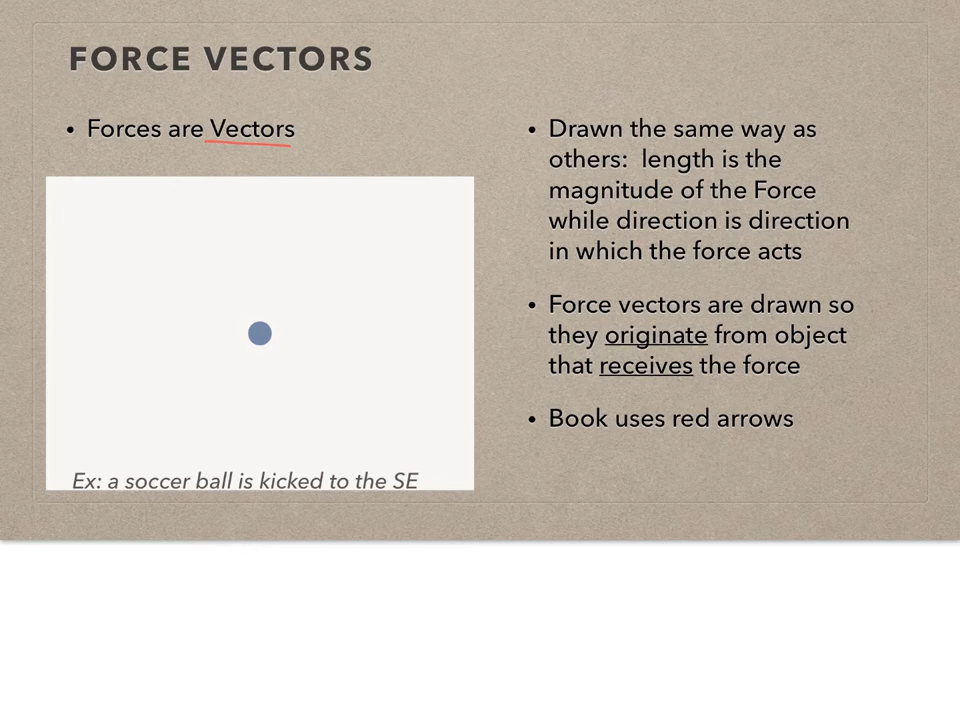 FORCE VECTORS
• Forces are Vectors
Ex: a soccer ball is kicked to the SE
• Drawn the same way as
others:  length is the
magnitude of the Force
while direction is direction
in which the force acts
• Force vectors are drawn so
they originate from object
that receives the force
• Book uses red arrows